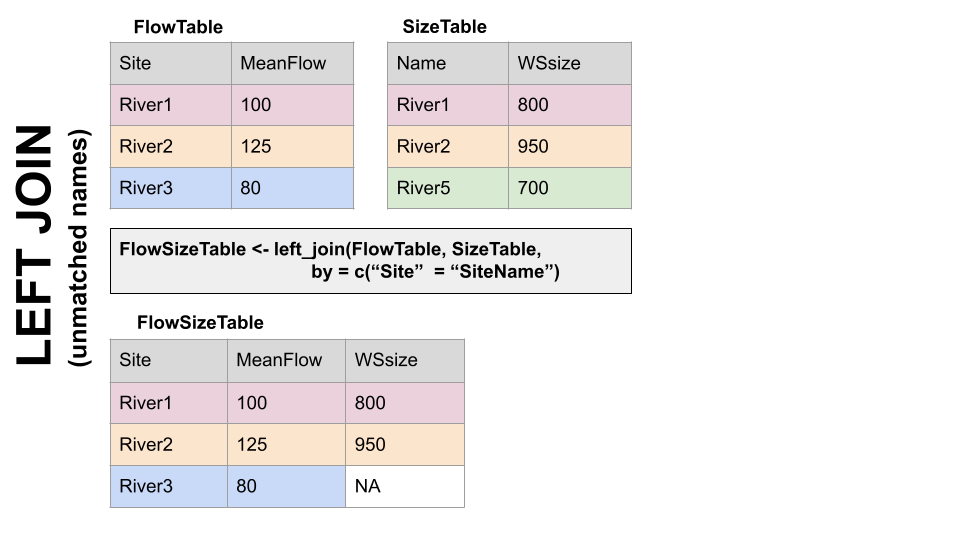 LEFT JOIN
(unmatched names)
FlowTable
Site MeanFlow
River1 100
River2 125
River3 80
SizeTable
Name WSsize
River1 800
River2 950
River5 700
FlowSizeTable <- left_join(FlowTable, SizeTable,
by = c(“Site” = “SiteName”)
FlowSizeTable
Site MeanFlow WSsize
River1 100 800
River2 125 950
River3 80 NA